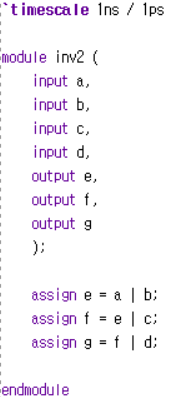 `timescale 1ns / 1ps
module inv2 (
input a,
input b,
input c,
input d,
output e,
output f,
output g
);
assign e = a | b;
assign f = e | c;
assign g = f | d;
endmodule